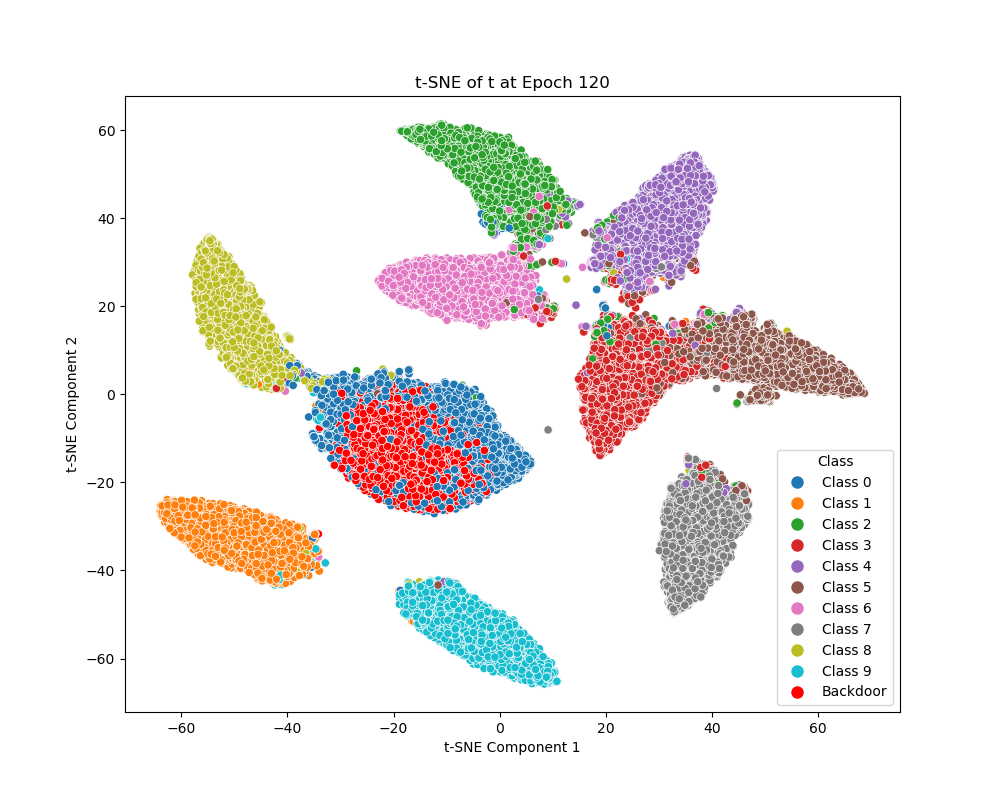 t-SNE of t at Epoch 120
t-SNE Component 2
60
40
20
0
−20
−40
−60
−60
−40
−20
0
20
40
60
t-SNE Component 1
Class
Class 0
Class 1
Class 2
Class 3
Class 4
Class 5
Class 6
Class 7
Class 8
Class 9
Backdoor